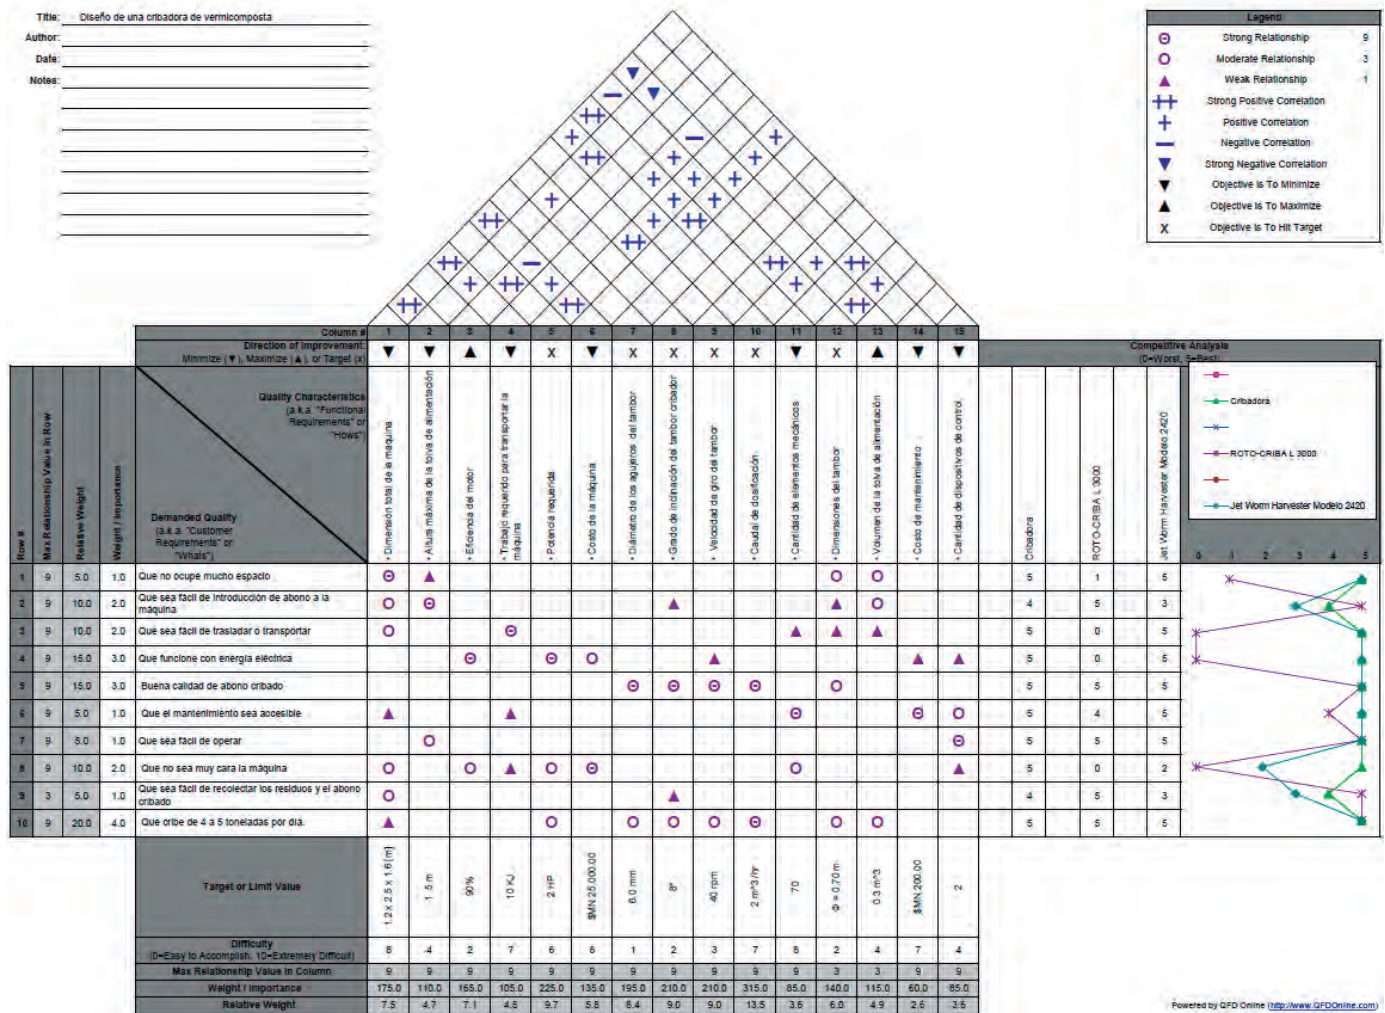 Title: Diseño de una cribadora de vermicomposta
Author:
Date:
Notes:
Legend
Strong Relationship 9
Moderate Relationship 3
Weak Relationship 1
Strong Positive Correlation
Positive Correlation
Negative Correlation
Strong Negative Correlation
Objective Is To Minimize
Objective Is To Maximize
X Objective Is To Hit Target
Column # 1 2 3 4 5 6 7 8 9 10 11 12 13 14 15
Direction of Improvement:
Minimize (▼), Maximize (▲), or Target (x)
▼ ▼ ▲ ▼ X ▼ X X X X ▼ X ▲ ▼ ▼
Competitive Analysis
(0=Worst, 5=Best)
Row #
Max Relationship Value in Row
Relative Weight
Weight / Importance
Quality Characteristics
(a.k.a. "Functional
Requirements" or
"Hows")
Demanded Quality
(a.k.a. "Customer
Requirements" or
"Whats")
• Dimensión total de la maquina
• Altura máxima de la tolva de alimentación
• Eficiencia del motor
• Trabajo requerido para transportar la
máquina
• Potencia requerida
• Costo de la máquina
• Diámetro de los agujeros del tambor
• Grado de inclinación del tambor cribador
• Velocidad de giro del tambor
• Caudal de dosificación
• Cantidad de elementos mecánicos
• Dimensiones del tambor
• Volumen de la tolva de alimentación
• Costo de mantenimiento
• Cantidad de dispositivos de control
Cribadora
ROTO-CRIBA L 3000
Jet Worm Harvester Modelo 2420
Cribadora
ROTO-CRIBA L 3000
Jet Worm Harvester Modelo 2420
0 1 2 3 4 5
1 9 5.0 1.0 Que no ocupe mucho espacio 5 1 5
2 9 10.0 2.0 Que sea fácil de introducción de abono a la
máquina 4 5 3
3 9 10.0 2.0 Que sea fácil de trasladar o transportar 5 0 5
4 9 15.0 3.0 Que funcione con energía eléctrica 5 0 5
5 9 15.0 3.0 Buena calidad de abono cribado 5 5 5
6 9 5.0 1.0 Que el mantenimiento sea accesible 5 4 5
7 9 5.0 1.0 Que sea fácil de operar 5 5 5
8 9 10.0 2.0 Que no sea muy cara la máquina 5 0 2
9 3 5.0 1.0 Que sea fácil de recolectar los residuos y el abono
cribado 4 5 3
10 9 20.0 4.0 Que cribe de 4 a 5 toneladas por día. 5 5 5
Target or Limit Value
1.2 x 2.5 x 1.6 [m]
1.5 m
90%
10 KJ
2 HP
$MN 25,000.00
6.0 mm
8°
40 rpm
2 m^3 /hr
70
Φ = 0.70 m
0.3 m^3
$MN 200.00
2
Difficulty
(0=Easy to Accomplish, 10=Extremely Difficult)
8 4 2 7 6 6 1 2 3 7 8 2 4 7 4
Max Relationship Value in Column 9 9 9 9 9 9 9 9 9 9 9 3 3 9 9
Weight / Importance 175.0 110.0 165.0 105.0 225.0 135.0 195.0 210.0 210.0 315.0 85.0 140.0 115.0 60.0 85.0
Relative Weight 7.5 4.7 7.1 4.5 9.7 5.8 8.4 9.0 9.0 13.5 3.6 6.0 4.9 2.6 3.6
Powered by QFD Online (http://www.QFDOnline.com)